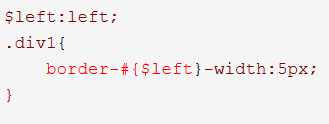 $left:left;
.div1{
    border-#{$left}-width:5px;
}